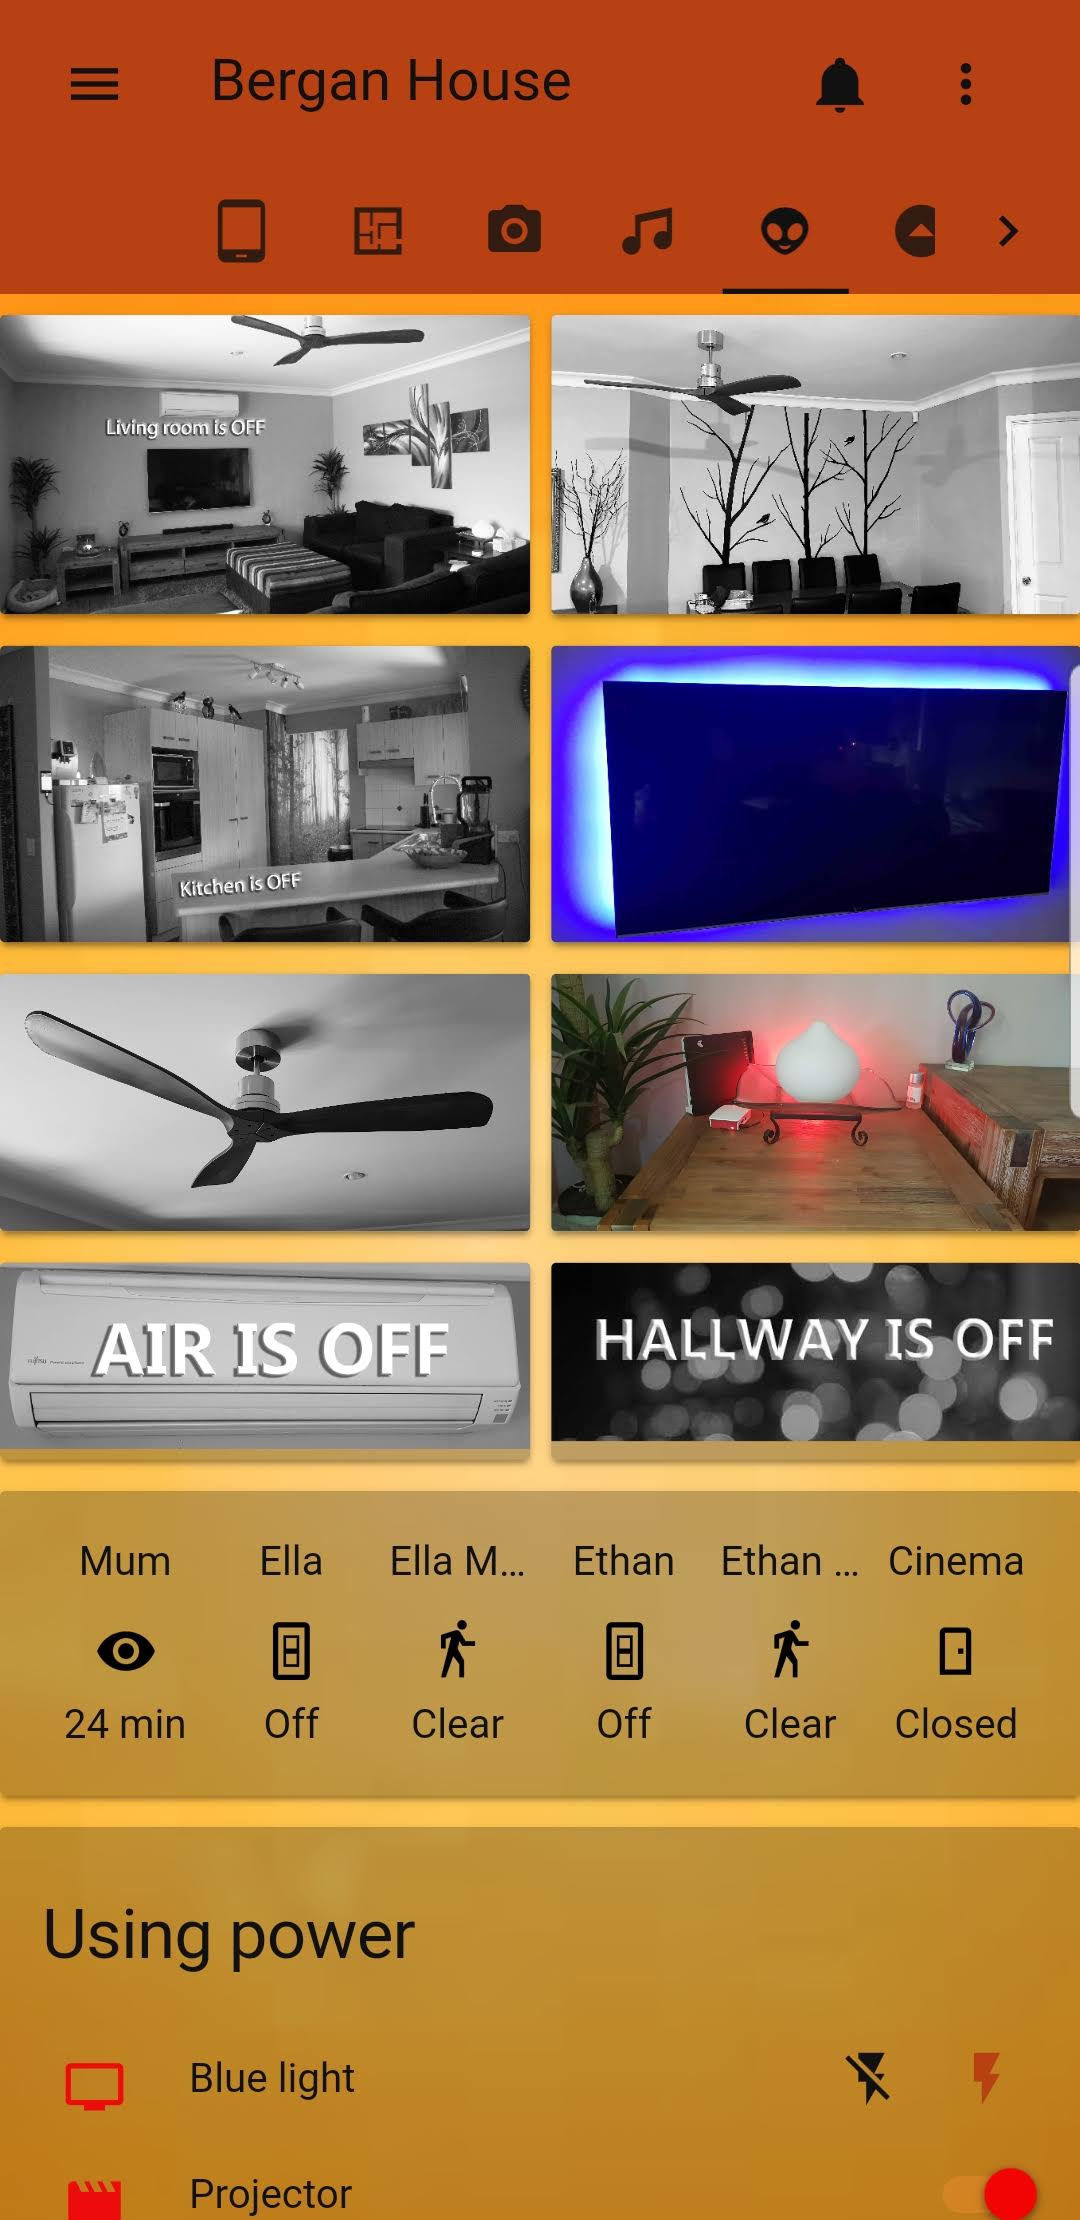 Bergan House
Living room is OFF
Kitchen is OFF
AIR IS OFF
HALLWAY IS OFF
Mum Ella Ella M... Ethan Ethan ... Cinema
24 min Off Clear Off Clear Closed
Using power
Blue light
Projector